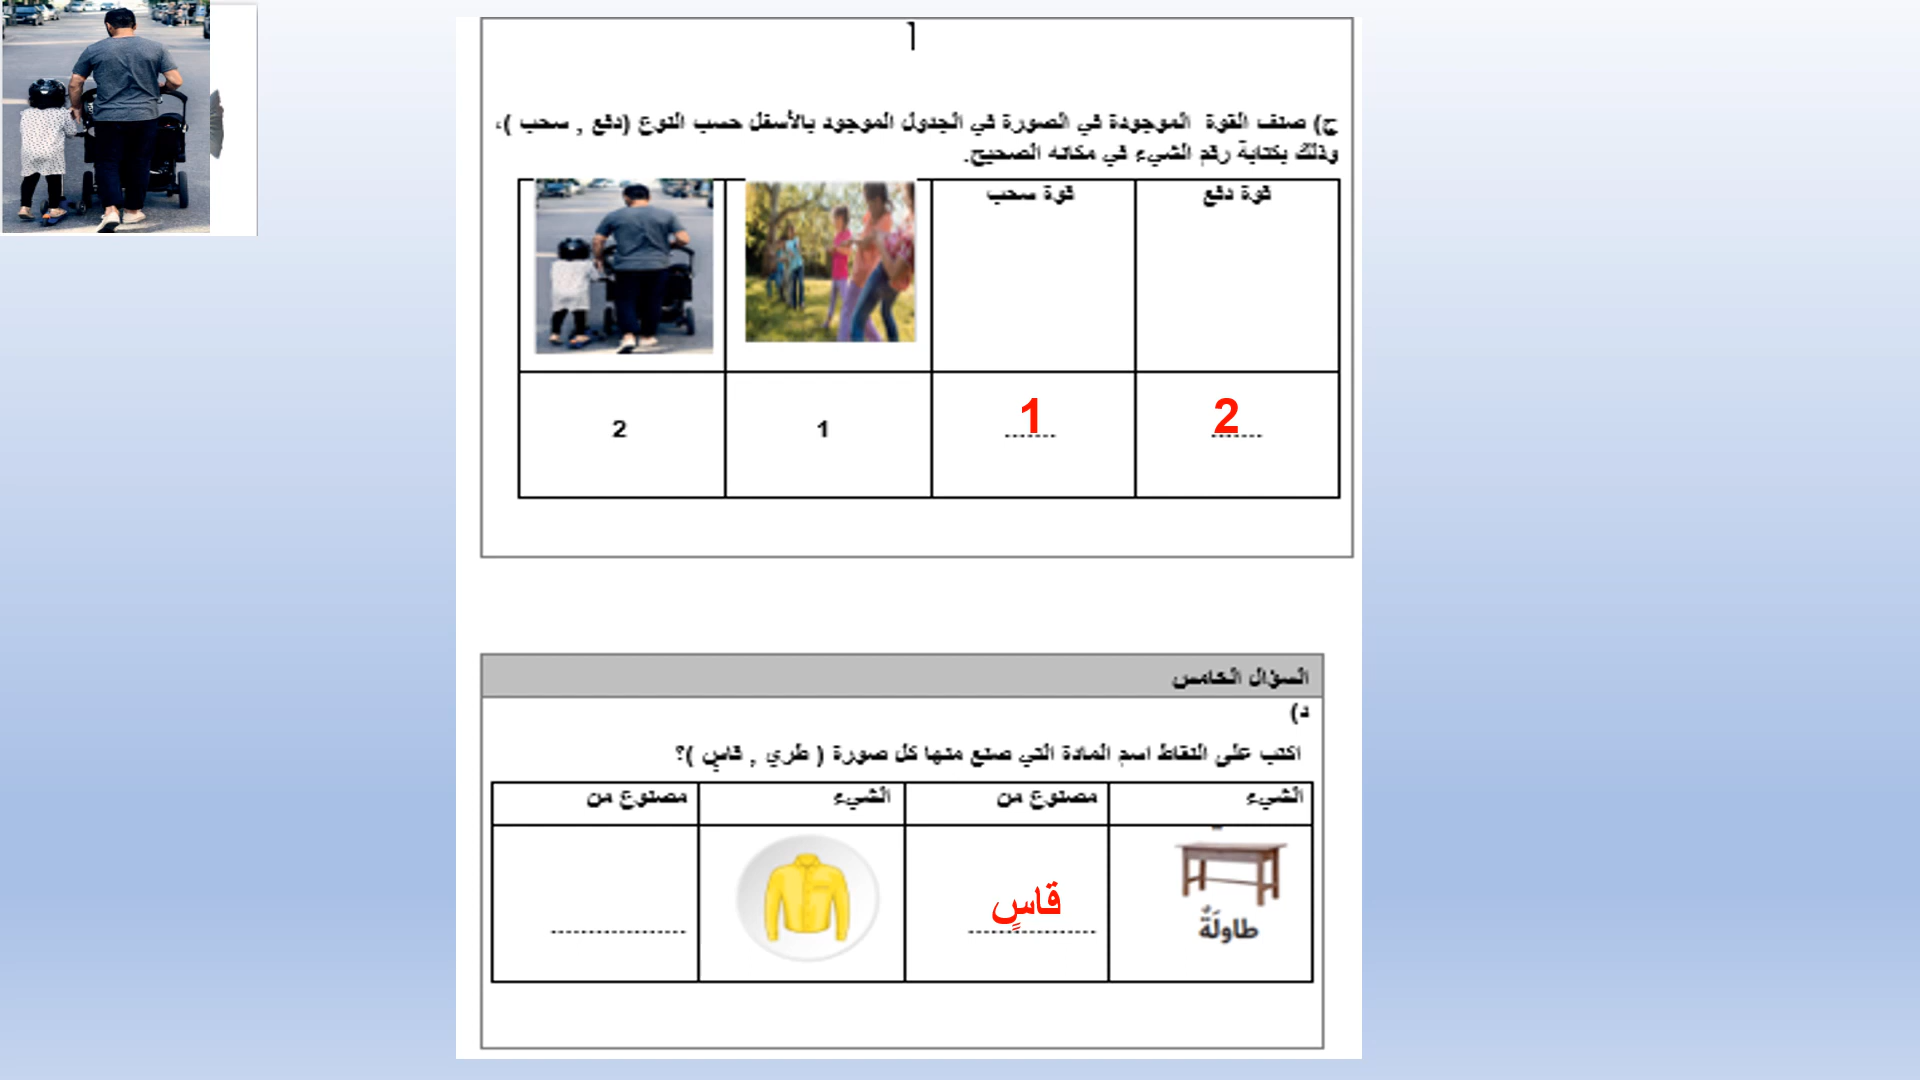 1
ج) صنف القوة الموجودة في الصورة في الجدول الموجود بالأسفل حسب النوع (دفع , سحب )،
وذلك بكتابة رقم الشيء في مكانه الصحيح.
قوة دفع
قوة سحب
2
1
1
2
السؤال الخامس
د)
اكتب على النقاط اسم المادة التي صنع منها كل صورة ( طري , قاسٍ )؟
الشيء
مصنوع من
الشيء
مصنوع من
طاولَةٌ
قاسٍ